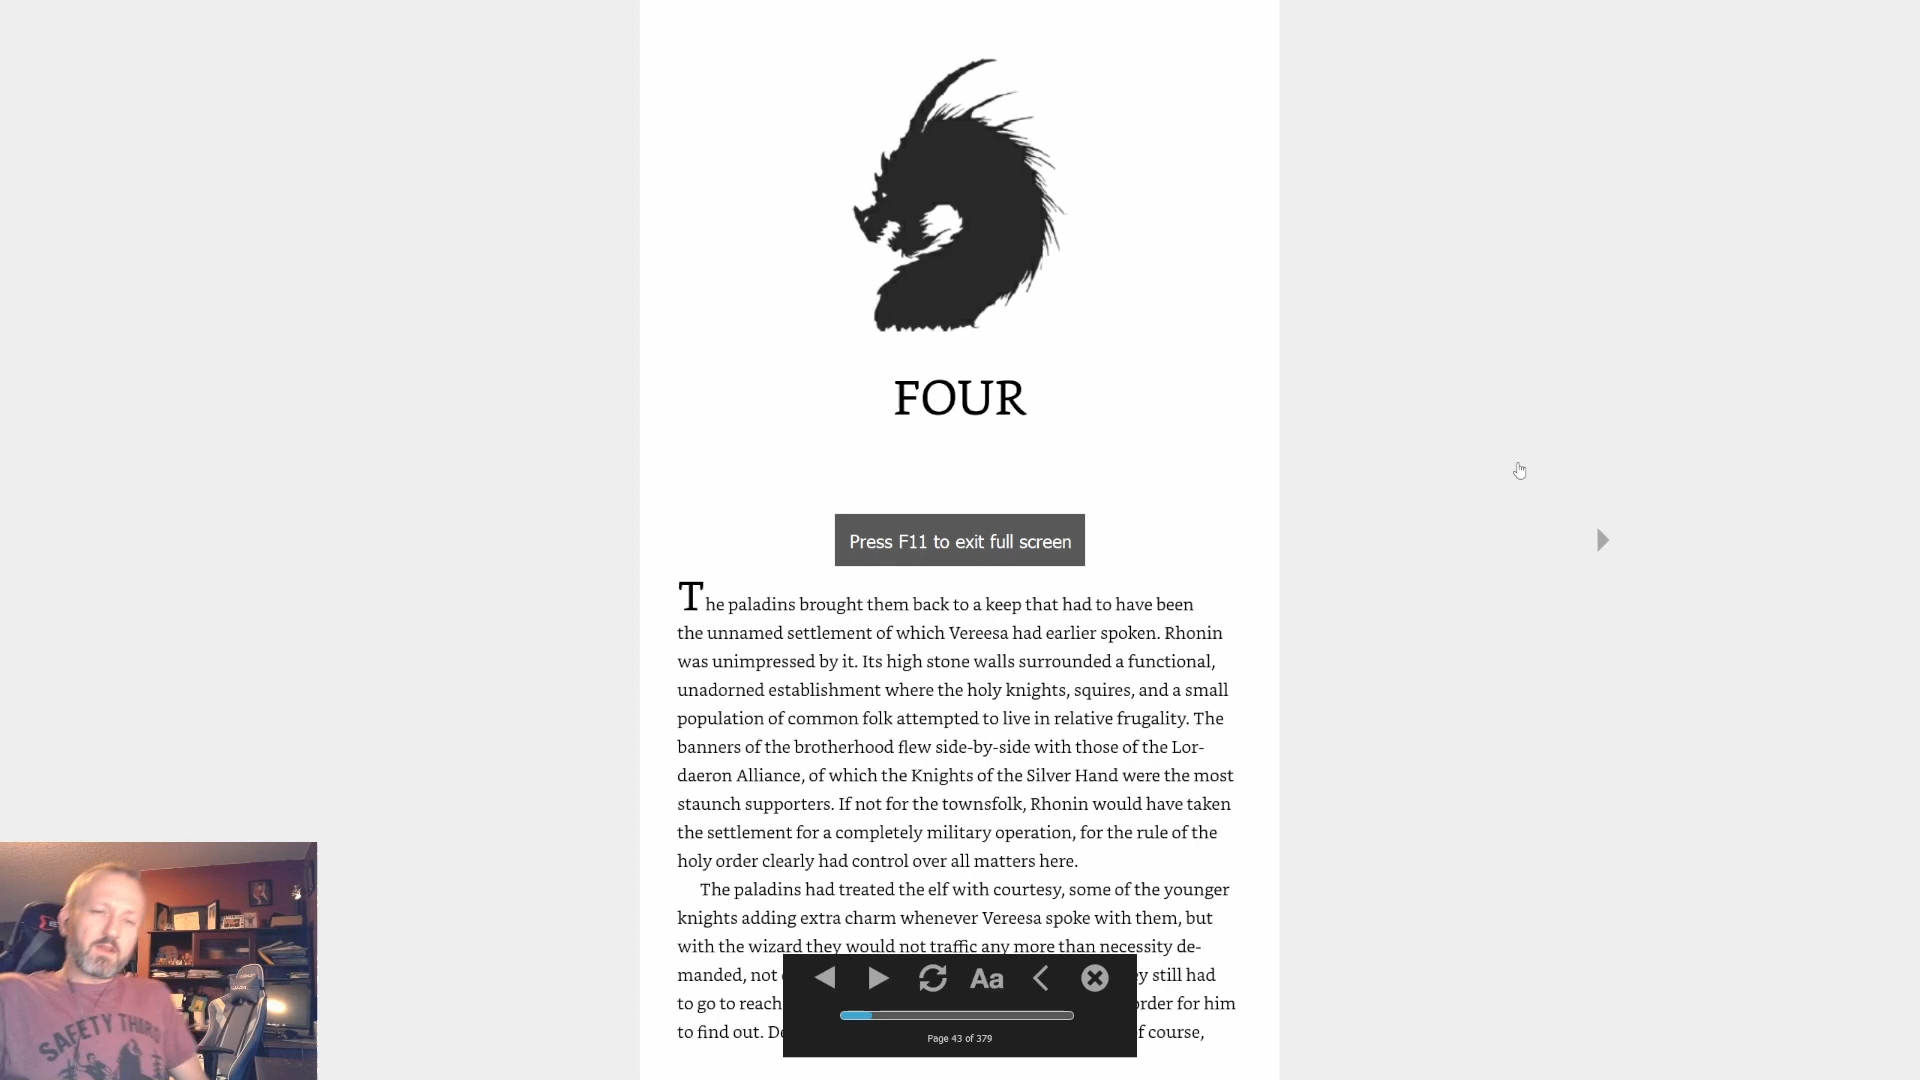 FOUR
Press F11 to exit full screen
The paladins brought them back to a keep that had to have been
the unnamed settlement of which Vereesa had earlier spoken. Rhonin
was unimpressed by it. Its high stone walls surrounded a functional,
unadorned establishment where the holy knights, squires, and a small
population of common folk attempted to live in relative frugality. The
banners of the brotherhood flew side-by-side with those of the Lor-
daeron Alliance, of which the Knights of the Silver Hand were the most
staunch supporters. If not for the townsfolk, Rhonin would have taken
the settlement for a completely military operation, for the rule of the
holy order clearly had control over all matters here.
The paladins had treated the elf with courtesy, some of the younger
knights adding extra charm whenever Vereesa spoke with them, but
with the wizard they would not traffic any more than necessity de-
manded, not still had
to go to reach order for him
to find out. of course,
Aa
Page 43 of 379
SAFETY THIRD